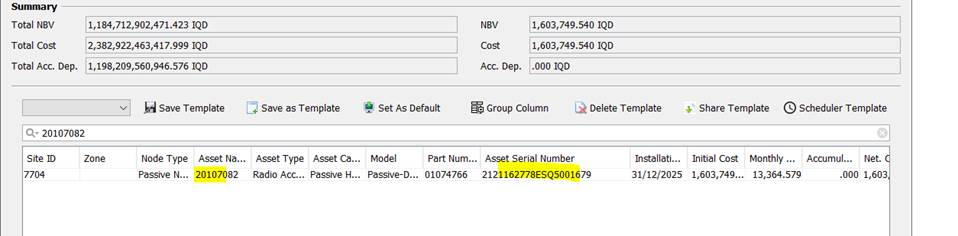 Summary
Total NBV 1,184,712,902,471.423 IQD NBV 1,603,749.540 IQD
Total Cost 2,382,922,463,417.999 IQD Cost 1,603,749.540 IQD
Total Acc. Dep. 1,198,209,560,946.576 IQD Acc. Dep. .000 IQD
Save Template Save as Template Set As Default Group Column Delete Template Share Template Scheduler Template
20107082
Site ID Zone Node Type Asset Na... Asset Type Asset Ca... Model Part Num... Asset Serial Number Installati... Initial Cost Monthly ... Accumul... Net. C
7704 Passive N... 20107082 Radio Acc... Passive H... Passive-D... 01074766 2121162778ESQ5001679 31/12/2025 1,603,749... 13,364.579 .000 1,603,